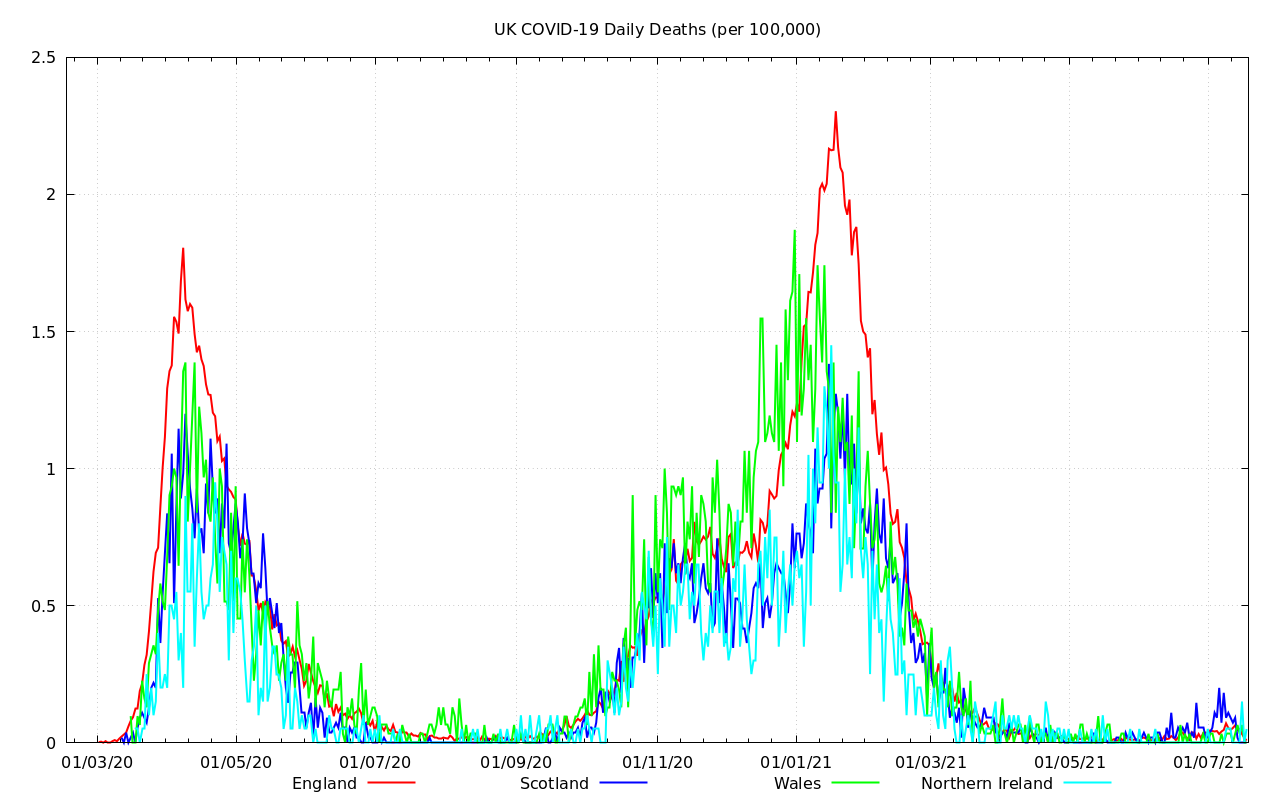 UK COVID-19 Daily Deaths (per 100,000)
2.5
2
1.5
1
0.5
0
01/03/20 01/05/20 01/07/20 01/09/20 01/11/20 01/01/21 01/03/21 01/05/21 01/07/21
England Scotland Wales Northern Ireland